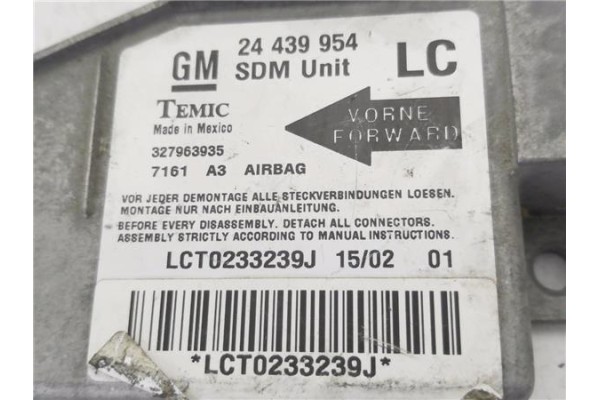 GM 24 439 954 LC
SDM Unit
TEMIC
Made in Mexico
VORNE
FORWARD
327963935
7161 A3 AIRBAG
VOR JEDER DEMONTAGE ALLE STECKVERBINDUNGEN LOESEN.
MONTAGE NUR NACH EINBAUANLEITUNG.
BEFORE EVERY DISASSEMBLY. DETACH ALL CONNECTORS.
ASSEMBLY STRICTLY ACCORDING TO MANUAL INSTRUCTIONS.
LCT0233239J 15/02 01
*LCT0233239J*